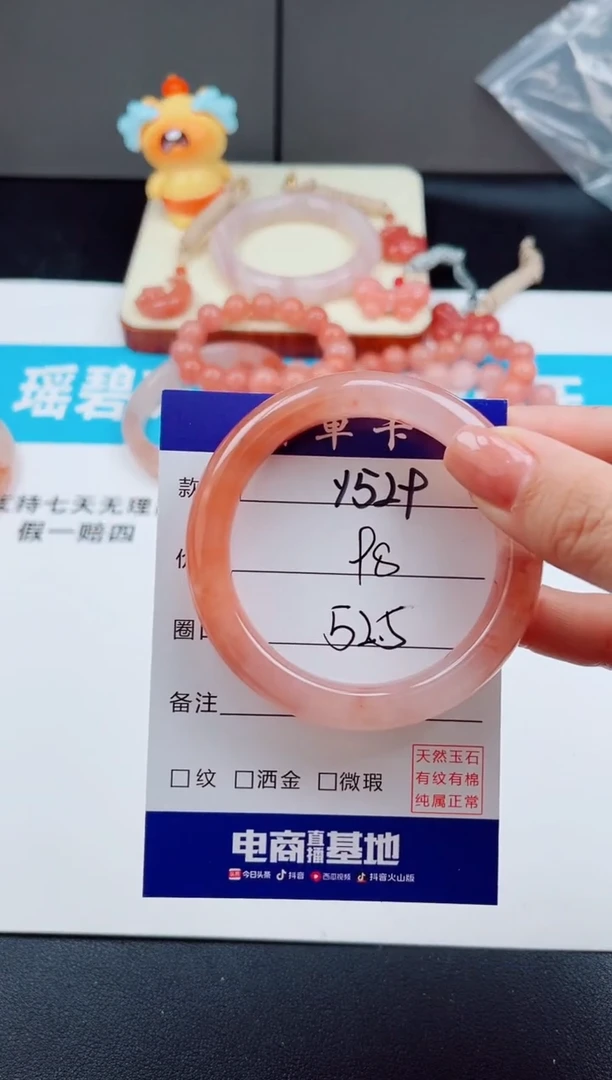 瑶碧
支持七天无理
假一赔四
单卡
款
y529
98
圈口
52.5
备注
☐纹 ☐洒金 ☐微瑕
天然玉石
有纹有棉
纯属正常
电商直播基地
头条 今日头条 抖音 西瓜视频 抖音火山版